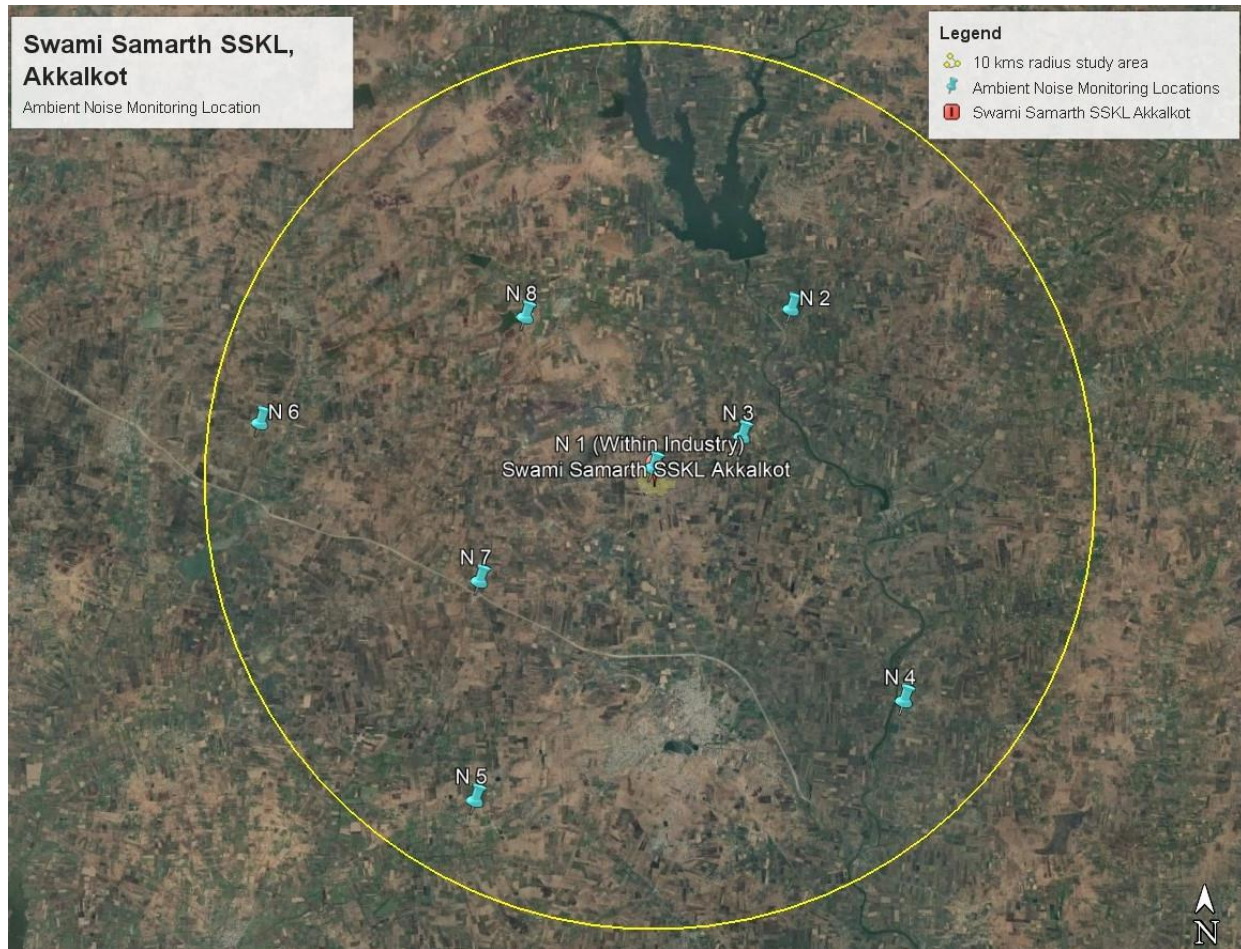 Swami Samarth SSKL,
Akkalkot
Ambient Noise Monitoring Location
Legend
10 kms radius study area
Ambient Noise Monitoring Locations
Swami Samarth SSKL Akkalkot
N 8
N 2
N 6
N 3
N 1 (Within Industry)
Swami Samarth SSKL Akkalkot
N 7
N 4
N 5
N